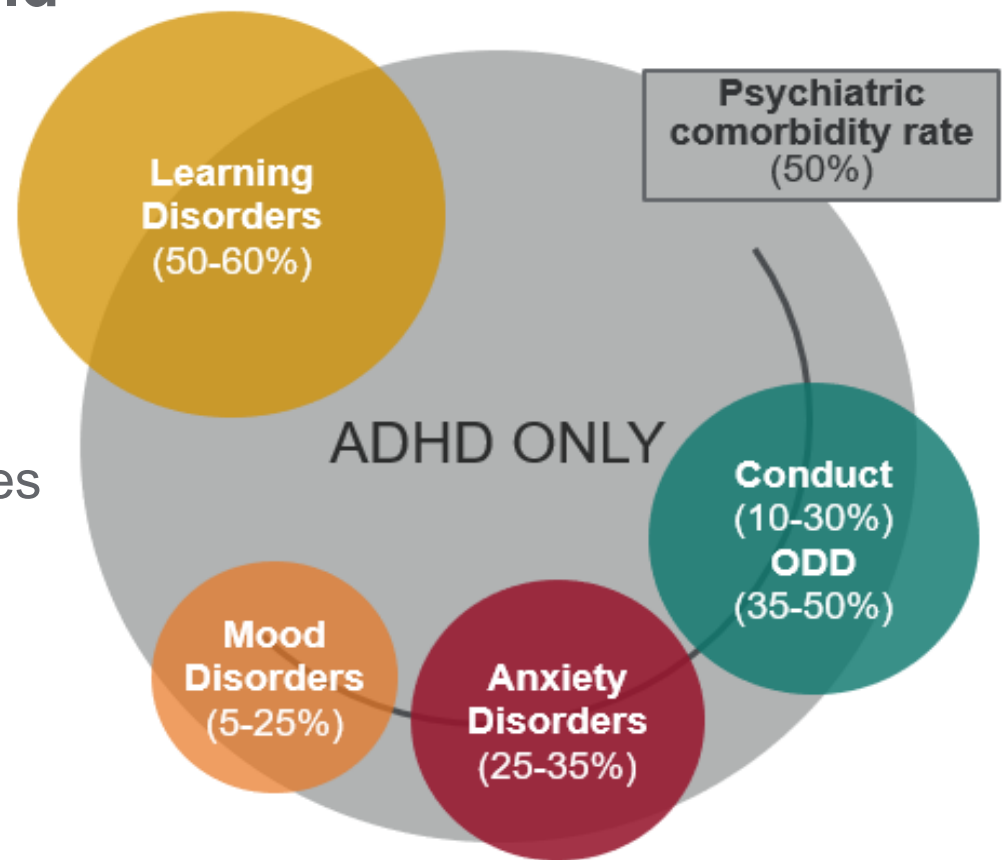 Psychiatric
comorbidity rate
(50%)
Learning
Disorders
(50-60%)
ADHD ONLY
es
Conduct
(10-30%)
ODD
(35-50%)
Mood
Disorders
(5-25%)
Anxiety
Disorders
(25-35%)